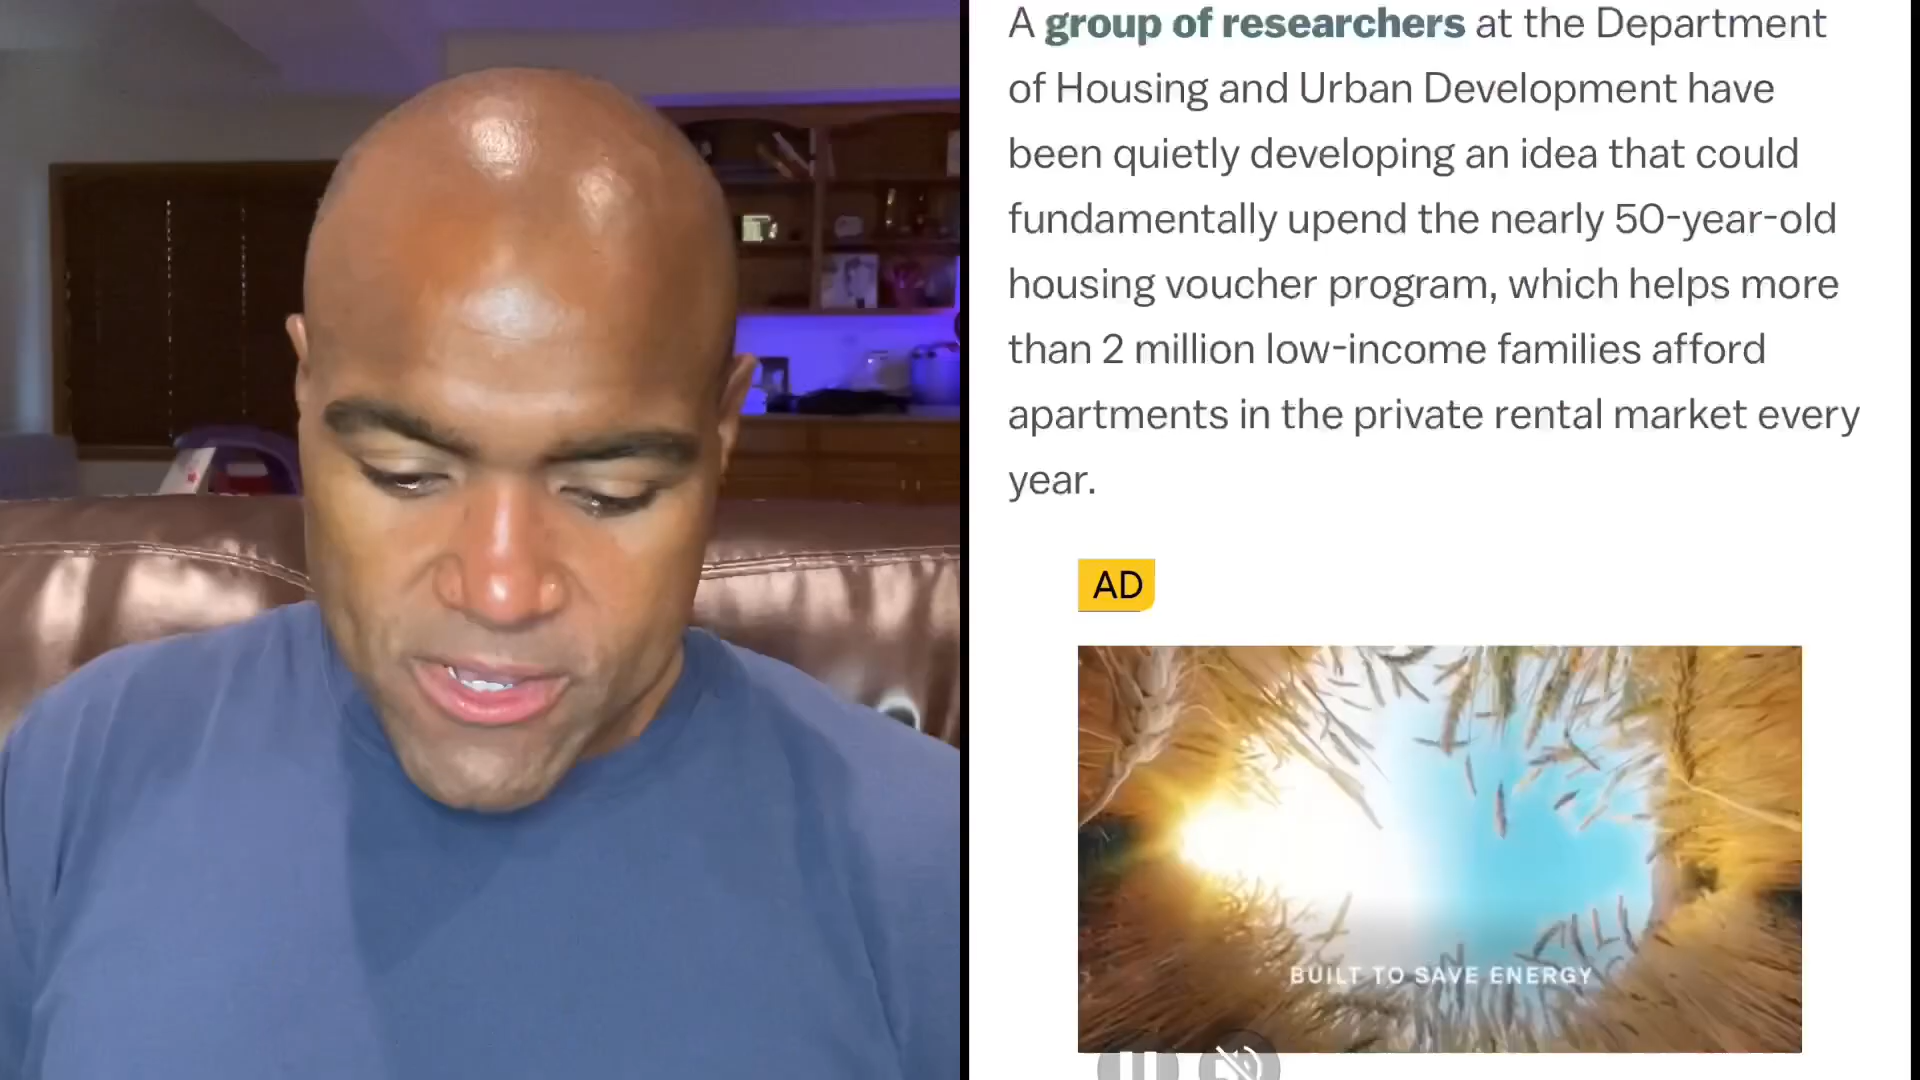 A group of researchers at the Department
of Housing and Urban Development have
been quietly developing an idea that could
fundamentally upend the nearly 50-year-old
housing voucher program, which helps more
than 2 million low-income families afford
apartments in the private rental market every
year.
AD
BUILT TO SAVE ENERGY